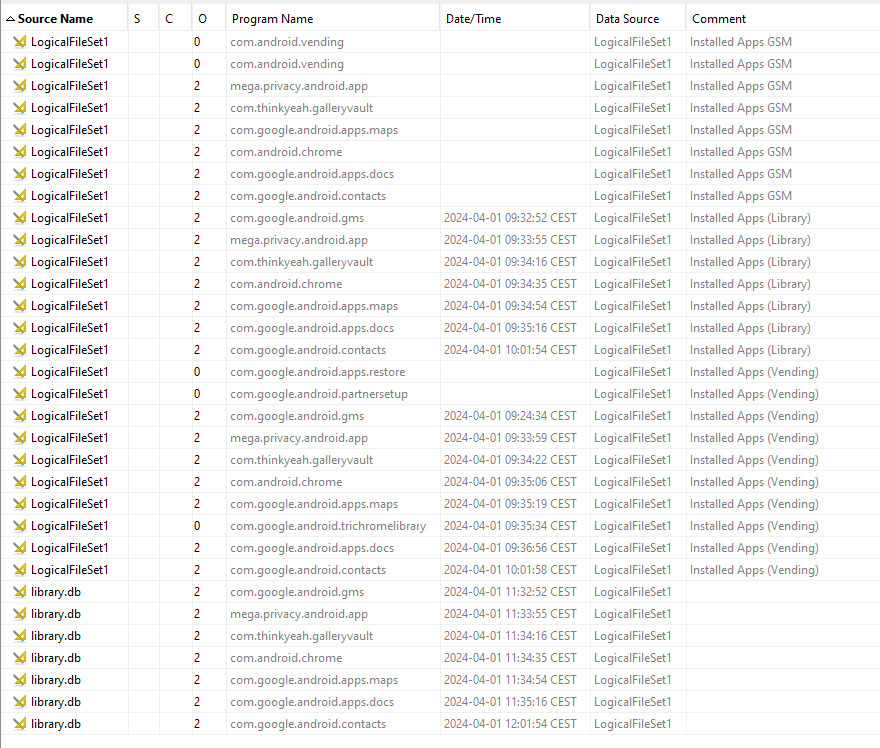 Source Name S C O Program Name Date/Time Data Source Comment
LogicalFileSet1 0 com.android.vending LogicalFileSet1 Installed Apps GSM
LogicalFileSet1 0 com.android.vending LogicalFileSet1 Installed Apps GSM
LogicalFileSet1 2 mega.privacy.android.app LogicalFileSet1 Installed Apps GSM
LogicalFileSet1 2 com.thinkyeah.galleryvault LogicalFileSet1 Installed Apps GSM
LogicalFileSet1 2 com.google.android.apps.maps LogicalFileSet1 Installed Apps GSM
LogicalFileSet1 2 com.android.chrome LogicalFileSet1 Installed Apps GSM
LogicalFileSet1 2 com.google.android.apps.docs LogicalFileSet1 Installed Apps GSM
LogicalFileSet1 2 com.google.android.contacts LogicalFileSet1 Installed Apps GSM
LogicalFileSet1 2 com.google.android.gms 2024-04-01 09:32:52 CEST LogicalFileSet1 Installed Apps (Library)
LogicalFileSet1 2 mega.privacy.android.app 2024-04-01 09:33:55 CEST LogicalFileSet1 Installed Apps (Library)
LogicalFileSet1 2 com.thinkyeah.galleryvault 2024-04-01 09:34:16 CEST LogicalFileSet1 Installed Apps (Library)
LogicalFileSet1 2 com.android.chrome 2024-04-01 09:34:35 CEST LogicalFileSet1 Installed Apps (Library)
LogicalFileSet1 2 com.google.android.apps.maps 2024-04-01 09:34:54 CEST LogicalFileSet1 Installed Apps (Library)
LogicalFileSet1 2 com.google.android.apps.docs 2024-04-01 09:35:16 CEST LogicalFileSet1 Installed Apps (Library)
LogicalFileSet1 2 com.google.android.contacts 2024-04-01 10:01:54 CEST LogicalFileSet1 Installed Apps (Library)
LogicalFileSet1 0 com.google.android.apps.restore LogicalFileSet1 Installed Apps (Vending)
LogicalFileSet1 0 com.google.android.partnersetup LogicalFileSet1 Installed Apps (Vending)
LogicalFileSet1 2 com.google.android.gms 2024-04-01 09:24:34 CEST LogicalFileSet1 Installed Apps (Vending)
LogicalFileSet1 2 mega.privacy.android.app 2024-04-01 09:33:59 CEST LogicalFileSet1 Installed Apps (Vending)
LogicalFileSet1 2 com.thinkyeah.galleryvault 2024-04-01 09:34:22 CEST LogicalFileSet1 Installed Apps (Vending)
LogicalFileSet1 2 com.android.chrome 2024-04-01 09:35:06 CEST LogicalFileSet1 Installed Apps (Vending)
LogicalFileSet1 2 com.google.android.apps.maps 2024-04-01 09:35:19 CEST LogicalFileSet1 Installed Apps (Vending)
LogicalFileSet1 0 com.google.android.trichromelibrary 2024-04-01 09:35:34 CEST LogicalFileSet1 Installed Apps (Vending)
LogicalFileSet1 2 com.google.android.apps.docs 2024-04-01 09:36:56 CEST LogicalFileSet1 Installed Apps (Vending)
LogicalFileSet1 2 com.google.android.contacts 2024-04-01 10:01:58 CEST LogicalFileSet1 Installed Apps (Vending)
library.db 2 com.google.android.gms 2024-04-01 11:32:52 CEST LogicalFileSet1
library.db 2 mega.privacy.android.app 2024-04-01 11:33:55 CEST LogicalFileSet1
library.db 2 com.thinkyeah.galleryvault 2024-04-01 11:34:16 CEST LogicalFileSet1
library.db 2 com.android.chrome 2024-04-01 11:34:35 CEST LogicalFileSet1
library.db 2 com.google.android.apps.maps 2024-04-01 11:34:54 CEST LogicalFileSet1
library.db 2 com.google.android.apps.docs 2024-04-01 11:35:16 CEST LogicalFileSet1
library.db 2 com.google.android.contacts 2024-04-01 12:01:54 CEST LogicalFileSet1